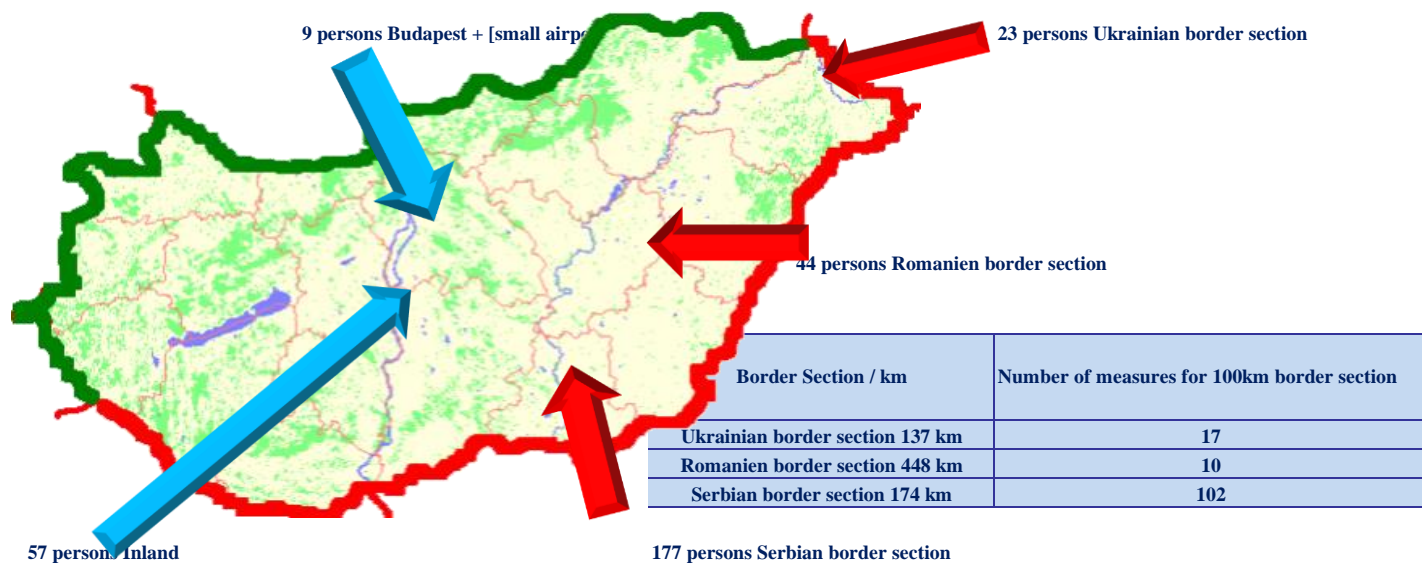 9 persons Budapest + [small airpo
23 persons Ukrainian border section
44 persons Romanien border section
Border Section / km Number of measures for 100km border section
Ukrainian border section 137 km 17
Romanien border section 448 km 10
Serbian border section 174 km 102
57 persons Inland
177 persons Serbian border section